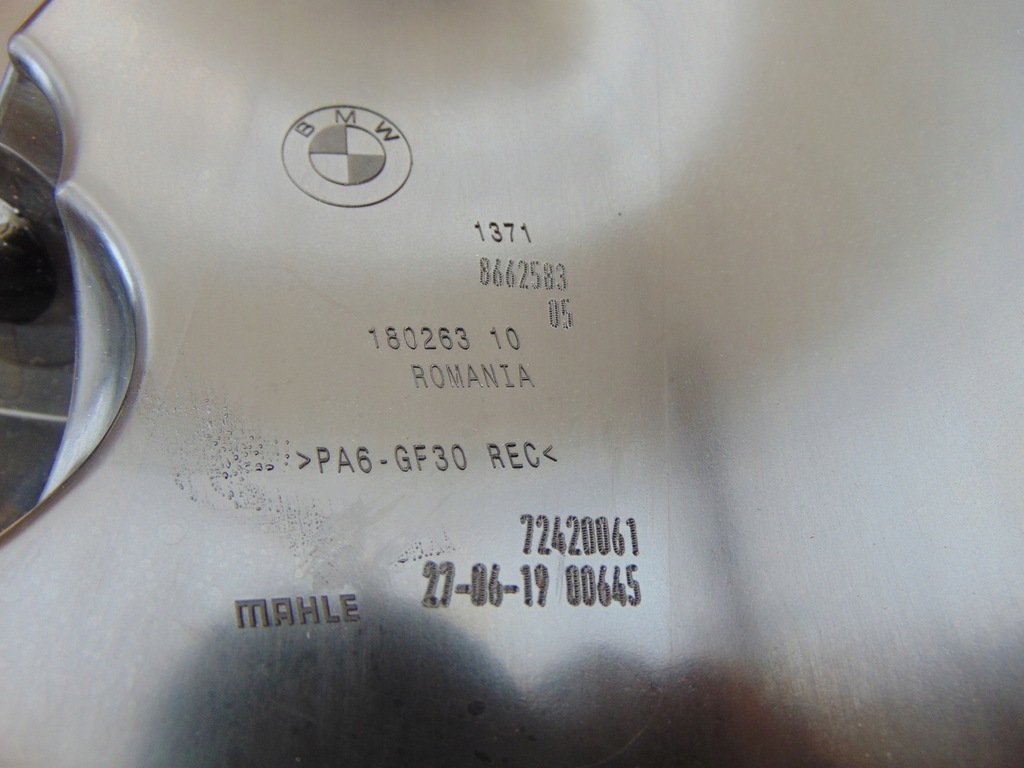 BMW
1371
8662583
05
180263 10
ROMANIA
>PA6-GF30 REC<
72420061
27-06-19 00645
MAHLE